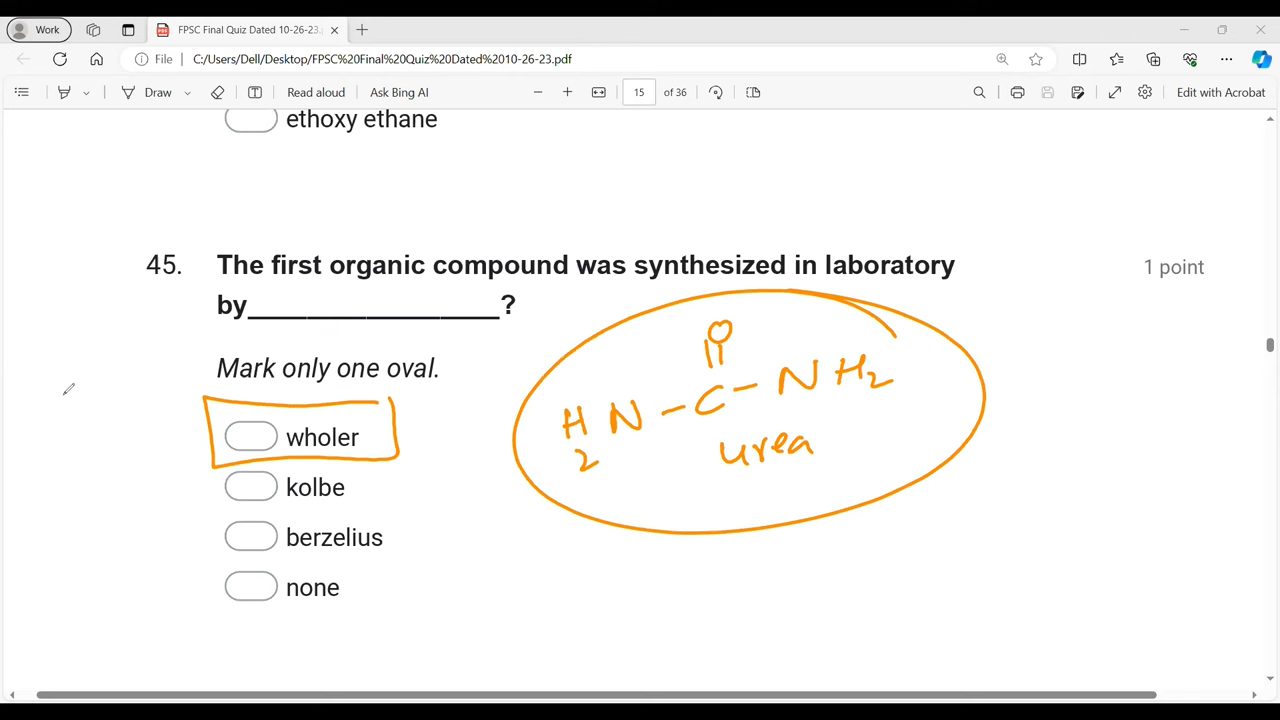 Work
FPSC Final Quiz Dated 10-26-23.
File
C:/Users/Dell/Desktop/FPSC%20Final%20Quiz%20Dated%2010-26-23.pdf
Draw
Read aloud
Ask Bing AI
15
of 36
Edit with Acrobat
ethoxy ethane
45. The first organic compound was synthesized in laboratory
by__________________?
1 point
Mark only one oval.
wholer
kolbe
berzelius
none
O
H2N-C-NH2
urea